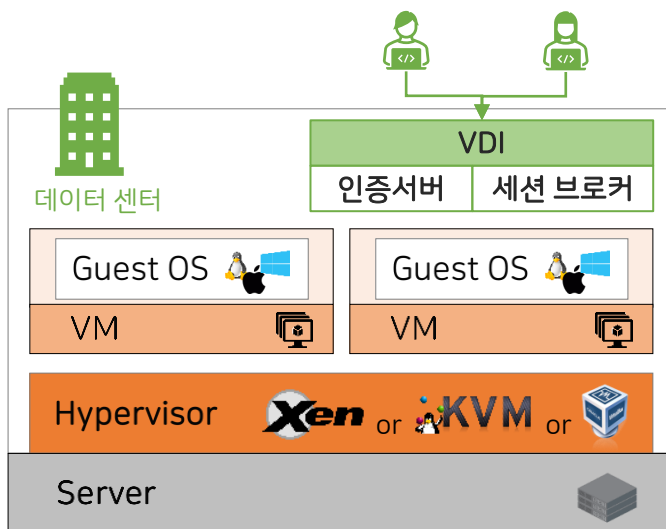 </> </>
VDI
인증서버 세션 브로커
데이터 센터
Guest OS Guest OS
VM VM
Hypervisor Xen or KVM or
Server